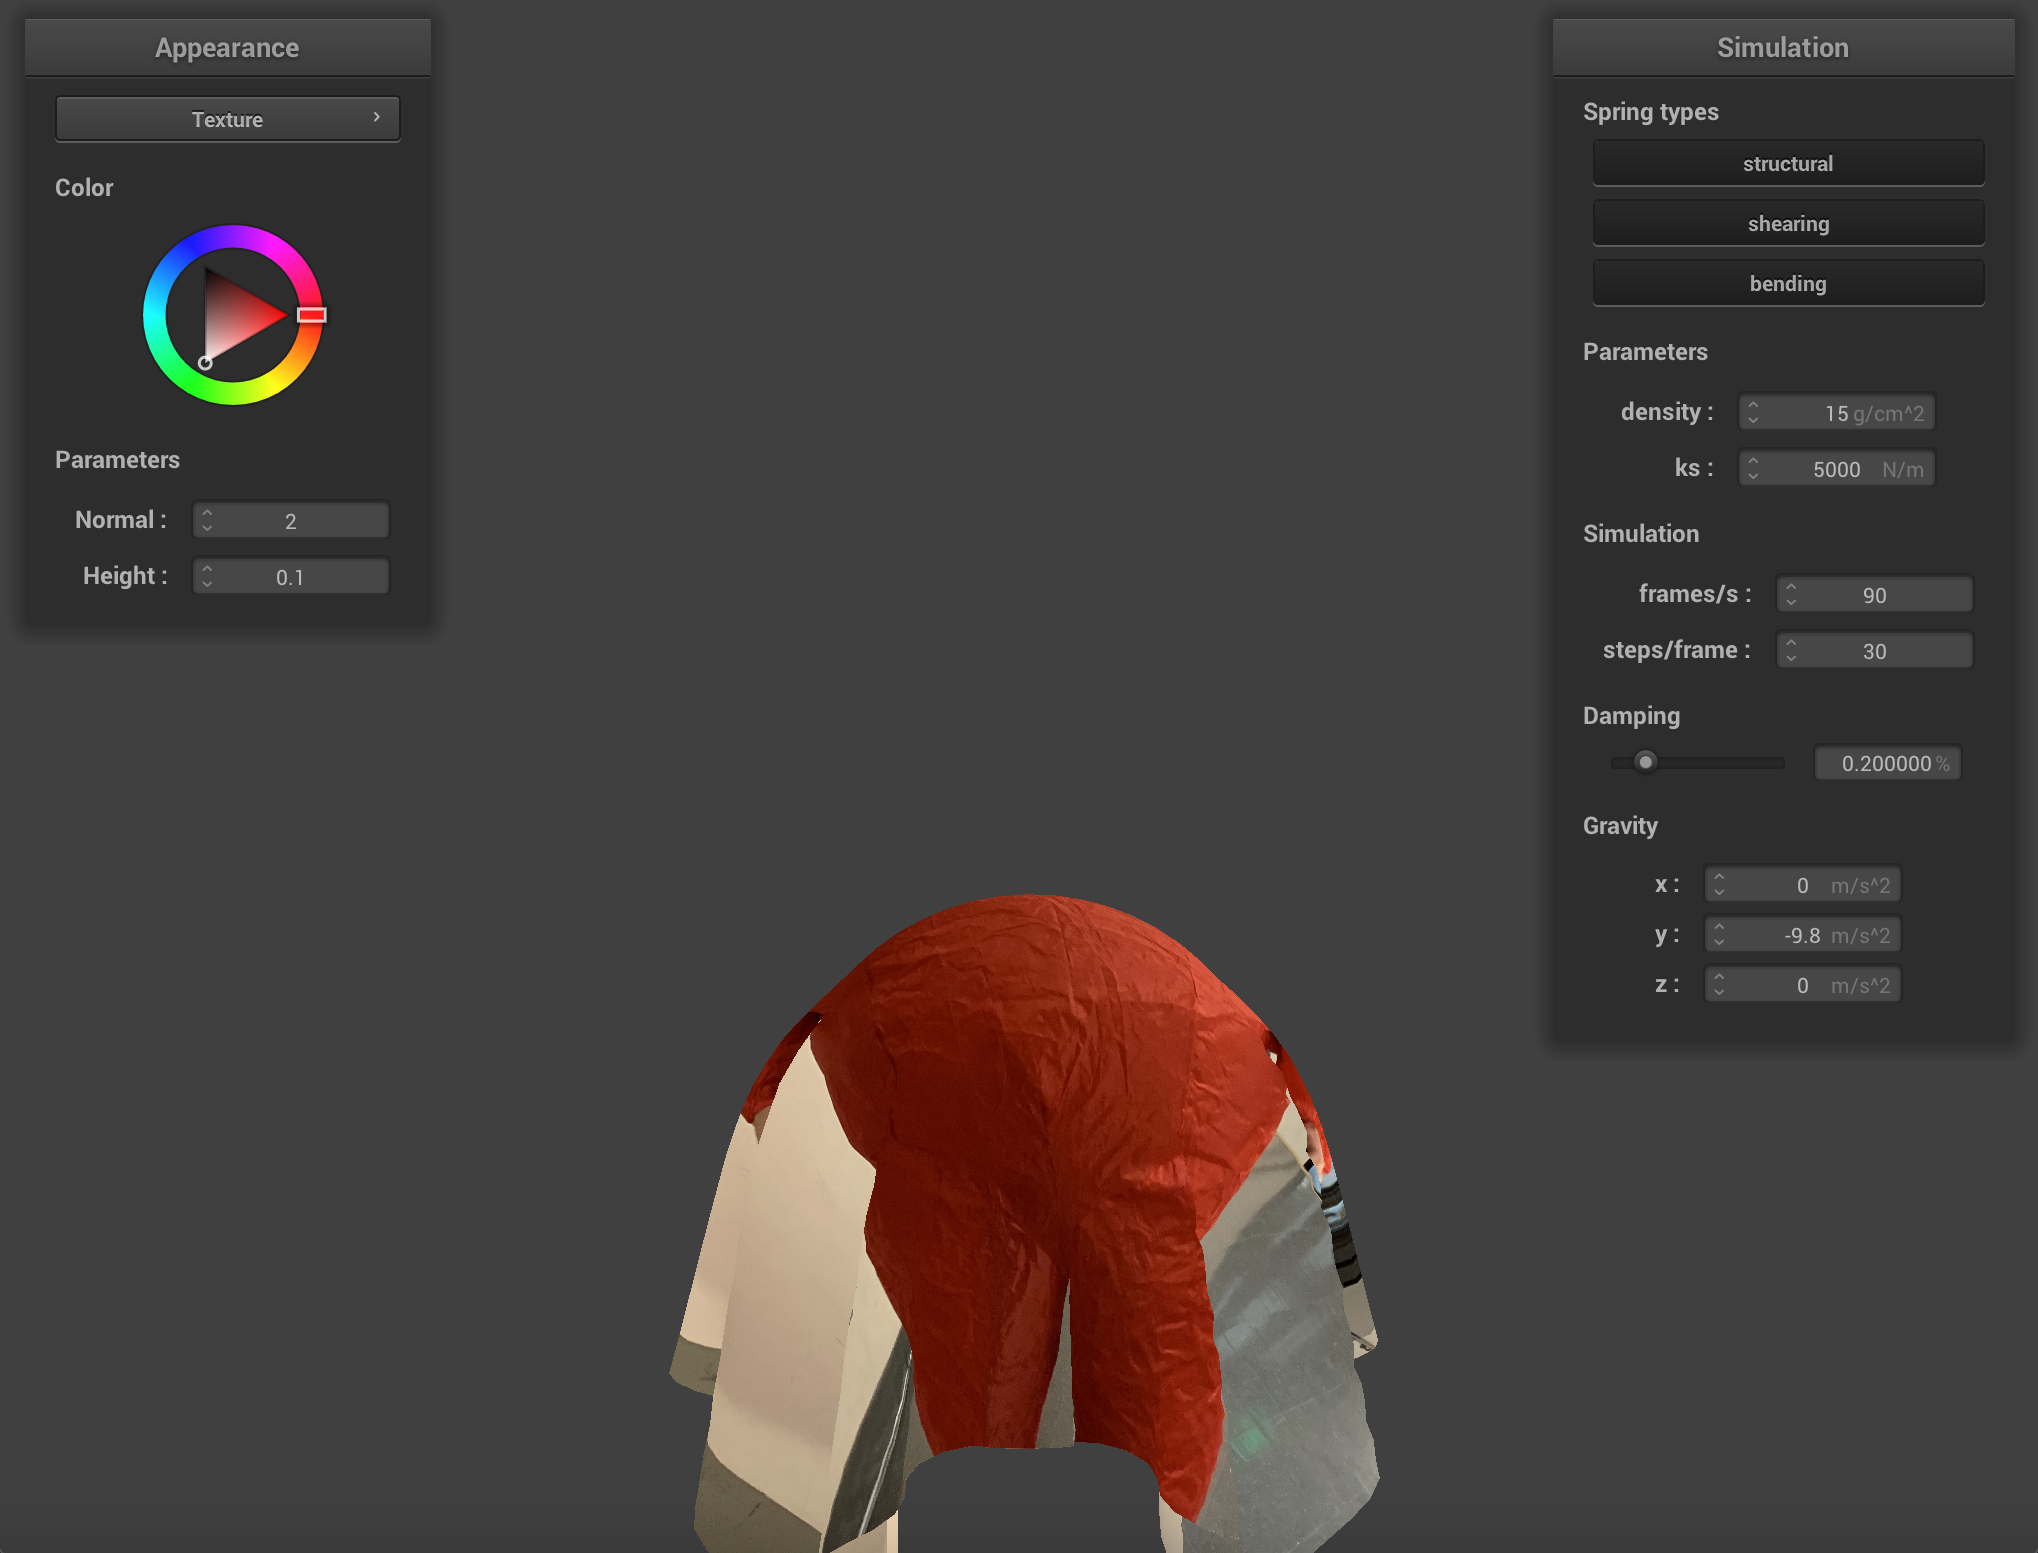 Appearance
Texture
Color
Parameters
Normal : 2
Height : 0.1
Simulation
Spring types
structural
shearing
bending
Parameters
density : 15 g/cm^2
ks : 5000 N/m
Simulation
frames/s : 90
steps/frame : 30
Damping
0.200000 %
Gravity
x : 0 m/s^2
y : -9.8 m/s^2
z : 0 m/s^2